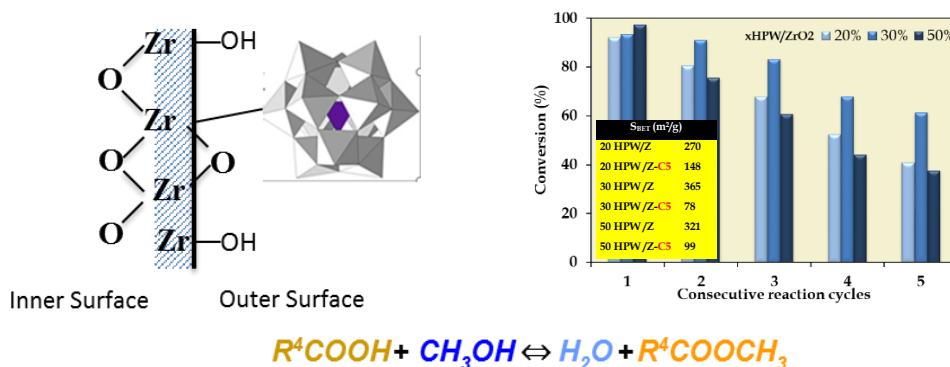 Zr
OH
O
Zr
O
O
Zr
O
Zr
OH
Inner Surface
Outer Surface
xHPW/ZrO2 20% 30% 50%
Conversion (%)
100
80
60
40
20
0
S_BET (m²/g)
20 HPW/Z 270
20 HPW/Z-C5 148
30 HPW/Z 365
30 HPW/Z-C5 78
50 HPW/Z 321
50 HPW/Z-C5 99
1 2 3 4 5
Consecutive reaction cycles
R⁴COOH + CH₃OH ⇔ H₂O + R⁴COOCH₃